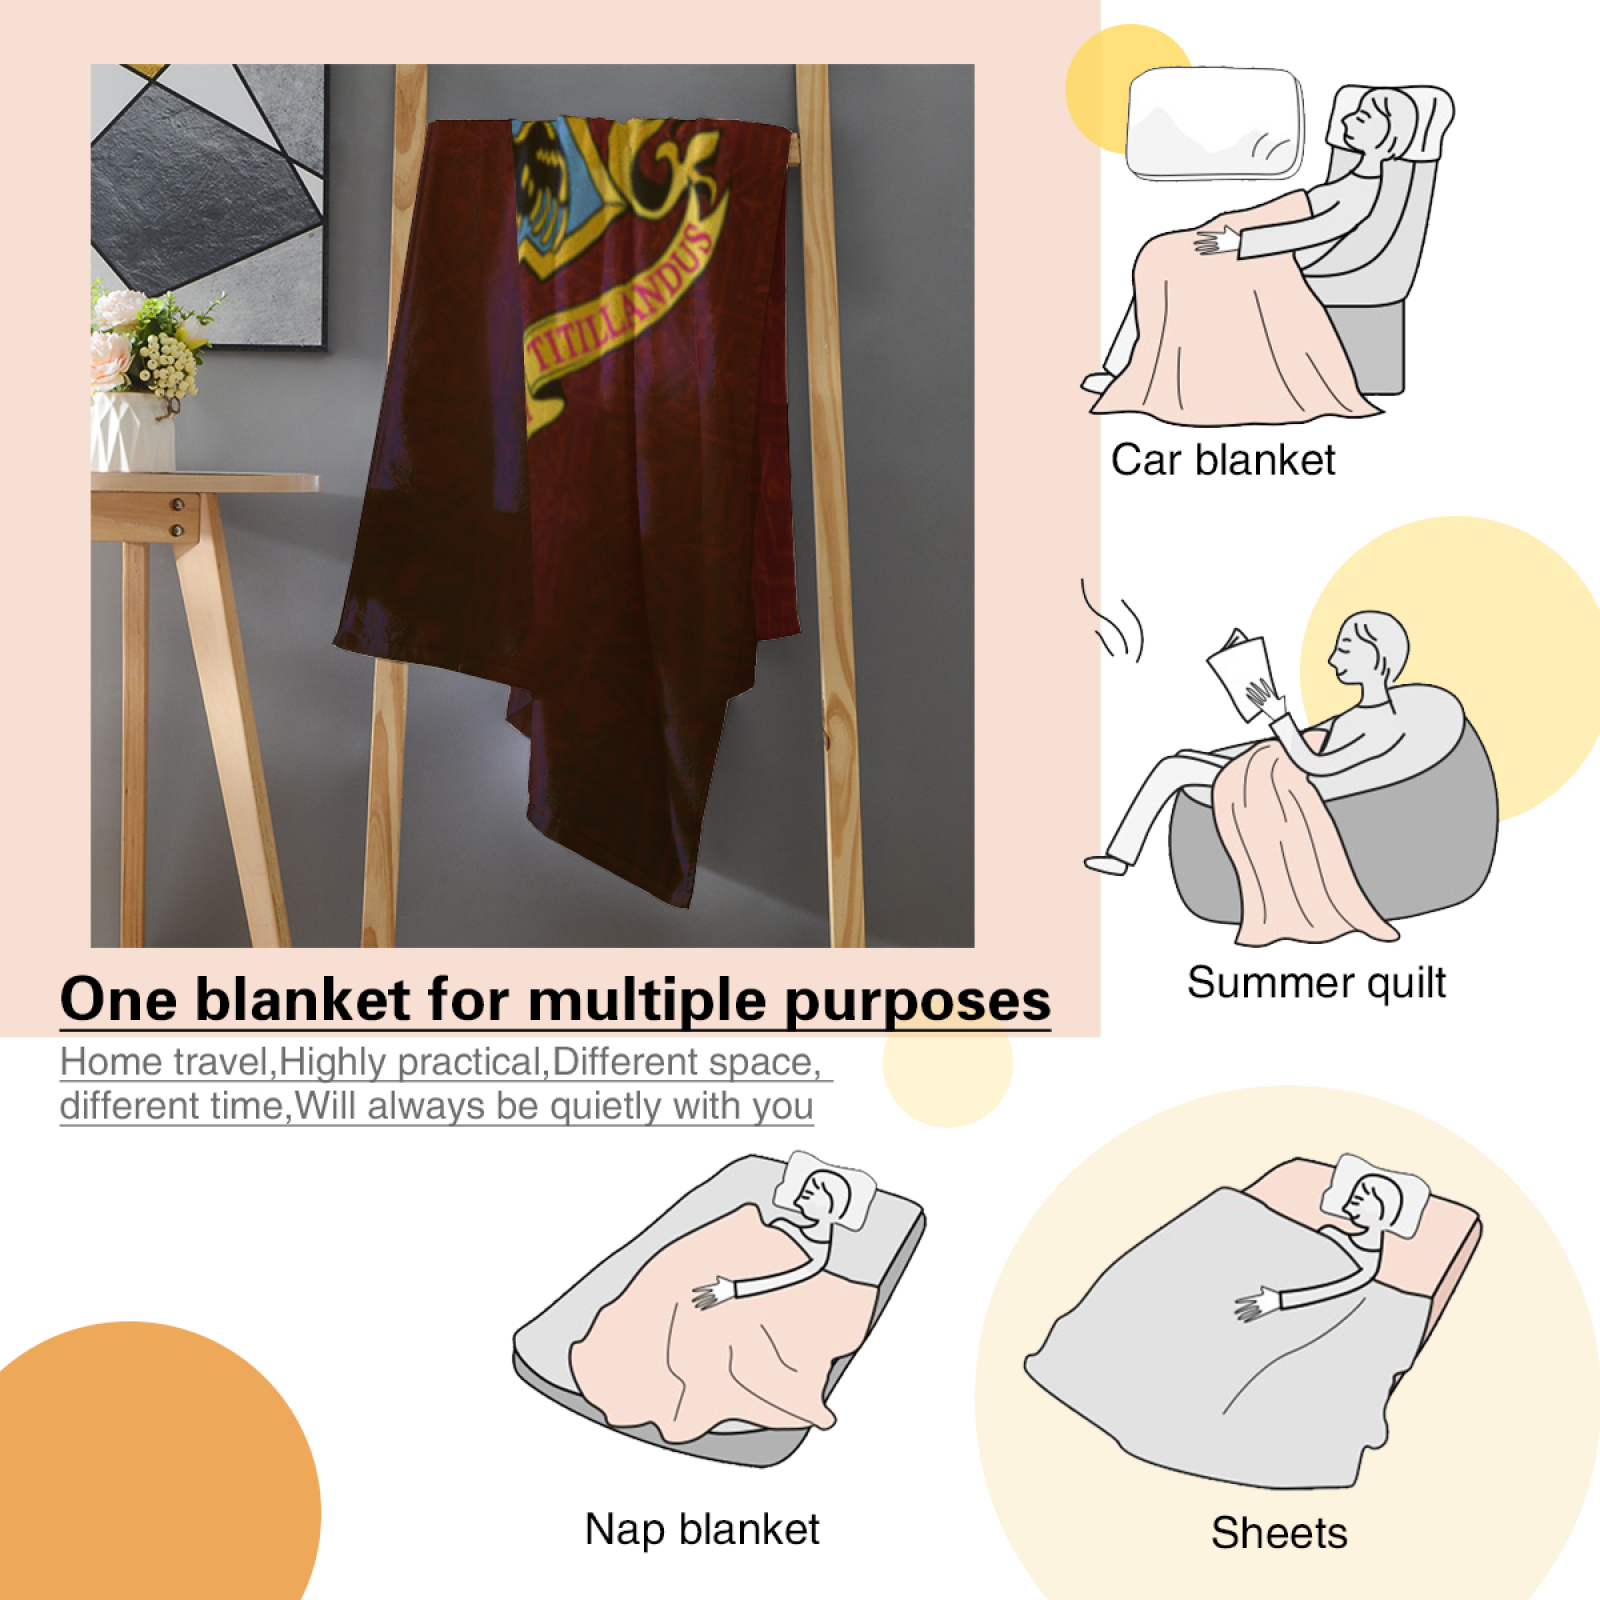 TITILLANDUS
Car blanket
Summer quilt
One blanket for multiple purposes
Home travel,Highly practical,Different space,
different time,Will always be quietly with you
Nap blanket
Sheets